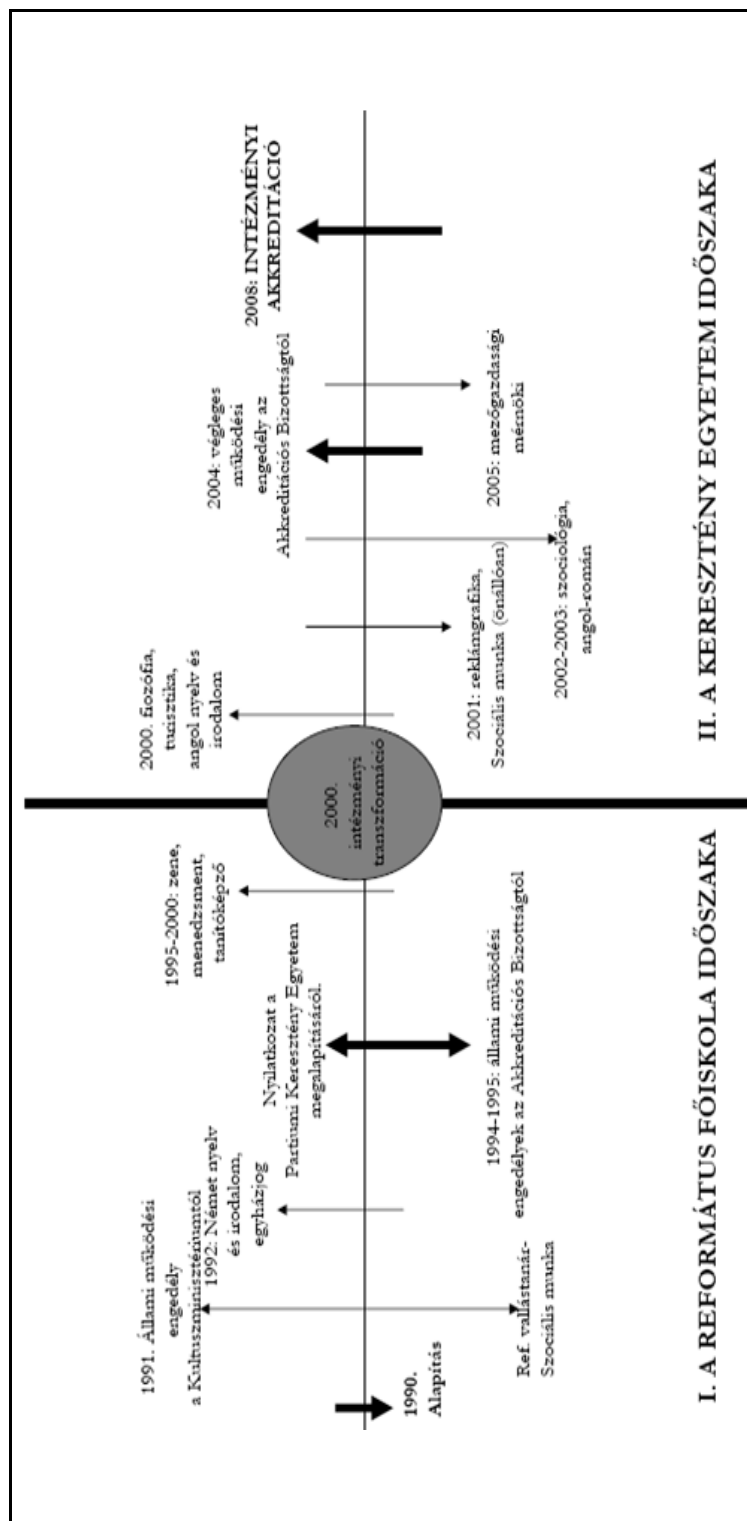 1990.
Alapítás
1991. Állami működési
engedély
a Kultuszminisztériumtól
Ref. vallástanár-
Szociális munka
1992: Német nyelv
és irodalom,
egyházjog
Nyilatkozat a
Partiumi Keresztény Egyetem
megalapításáról.
1994-1995: állami működési
engedélyek az Akkreditációs Bizottságtól
1995-2000: zene,
menedzsment,
tanítóképző
2000.
intézményi
transzformáció
2000. fiozófia,
turisztika,
angol nyelv és
irodalom
2001: reklámgrafika,
Szociális munka (önállóan)
2002-2003: szociológia,
angol-román
2004: végleges
működési
engedély az
Akkreditációs Bizottságtól
2005: mezőgazdasági
mérnöki
2008: INTÉZMÉNYI
AKKREDITÁCIÓ
I. A REFORMÁTUS FŐISKOLA IDŐSZAKA
II. A KERESZTÉNY EGYETEM IDŐSZAKA